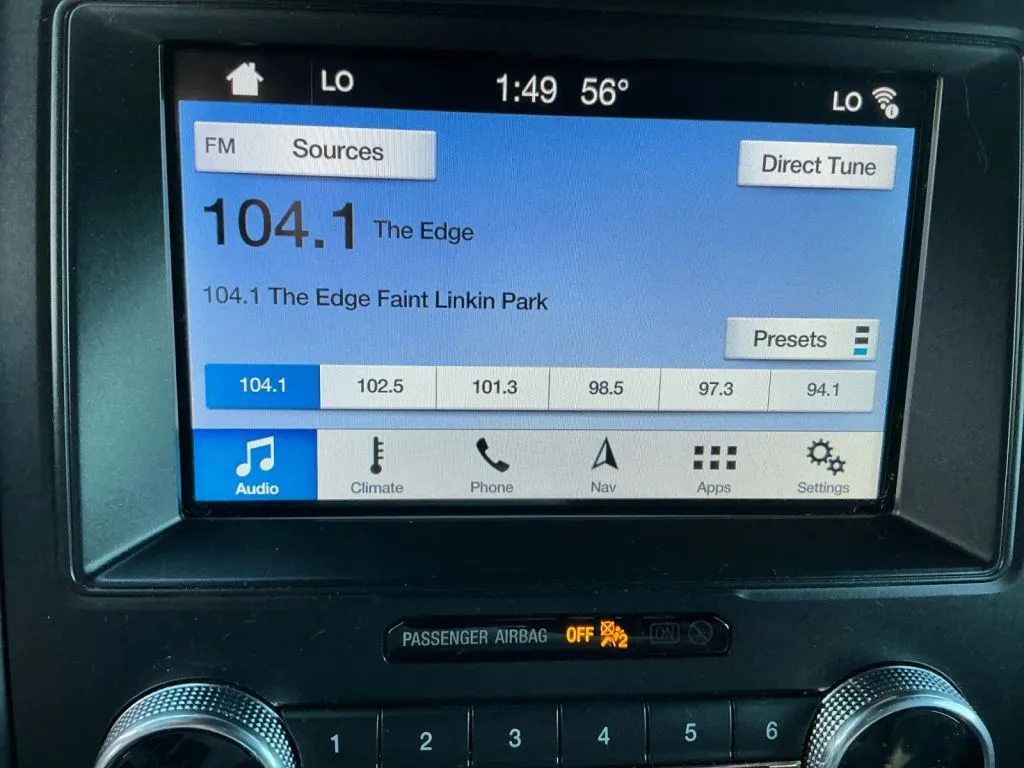 LO 1:49 56° LO
FM Sources Direct Tune
104.1 The Edge
104.1 The Edge Faint Linkin Park
Presets
104.1 102.5 101.3 98.5 97.3 94.1
Audio Climate Phone Nav Apps Settings
PASSENGER AIRBAG OFF 2 ON
1 2 3 4 5 6